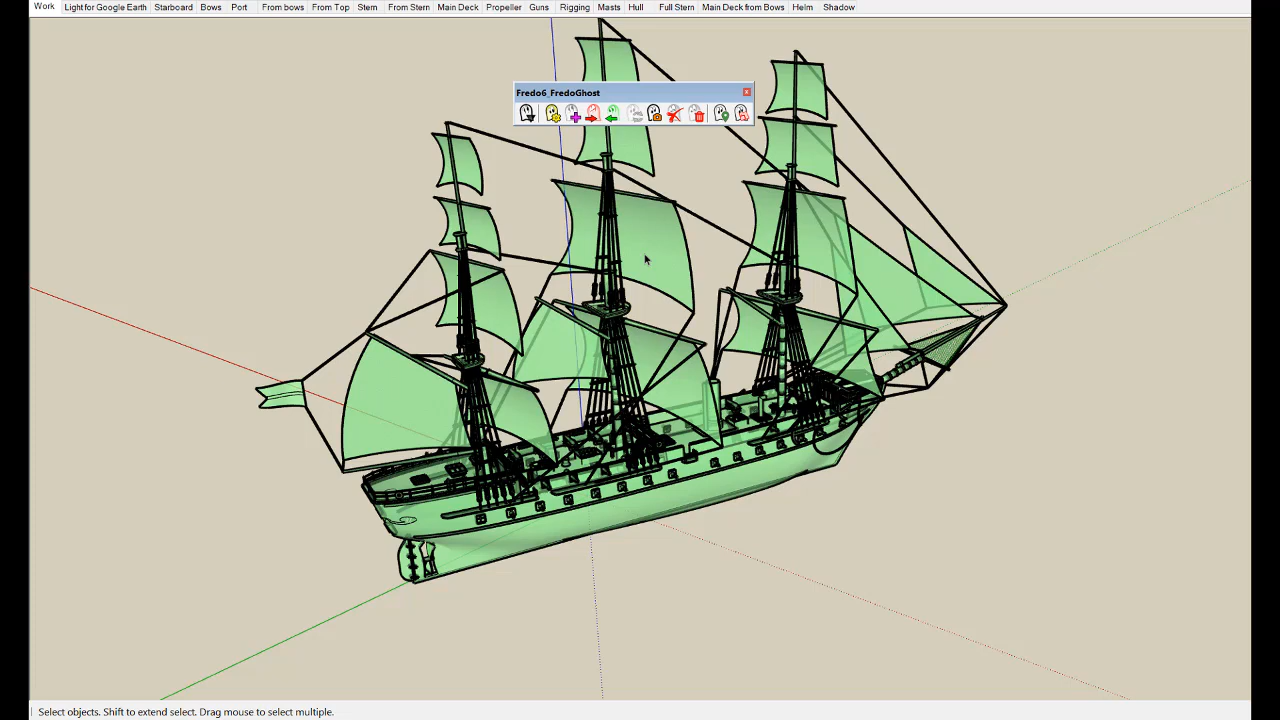 Work Light for Google Earth Starboard Bows Port From bows From Top Stem From Stern Main Deck Propeller Guns Rigging Masts Hull Full Stern Main Deck from Bows Helm Shadow
Fredo6_FredoGhost
Select objects. Shift to extend select. Drag mouse to select multiple.